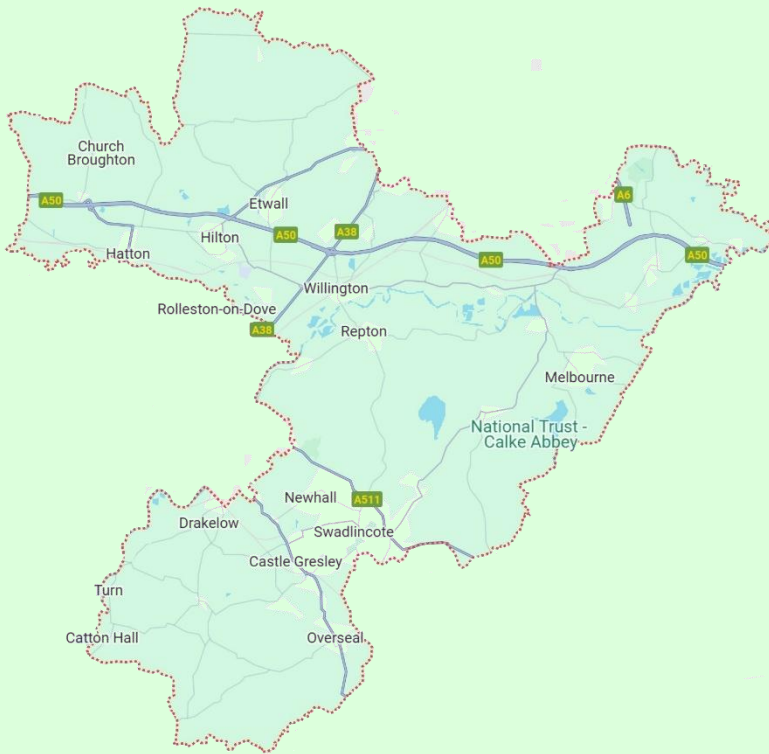 Church
Broughton
A6
A50
Etwall
A38
Hilton
A50
Hatton
A50
A50
Willington
Rolleston-on-Dove
A38
Repton
Melbourne
National Trust -
Calke Abbey
Newhall
A511
Drakelow
Swadlincote
Castle Gresley
Turn
Catton Hall
Overseal